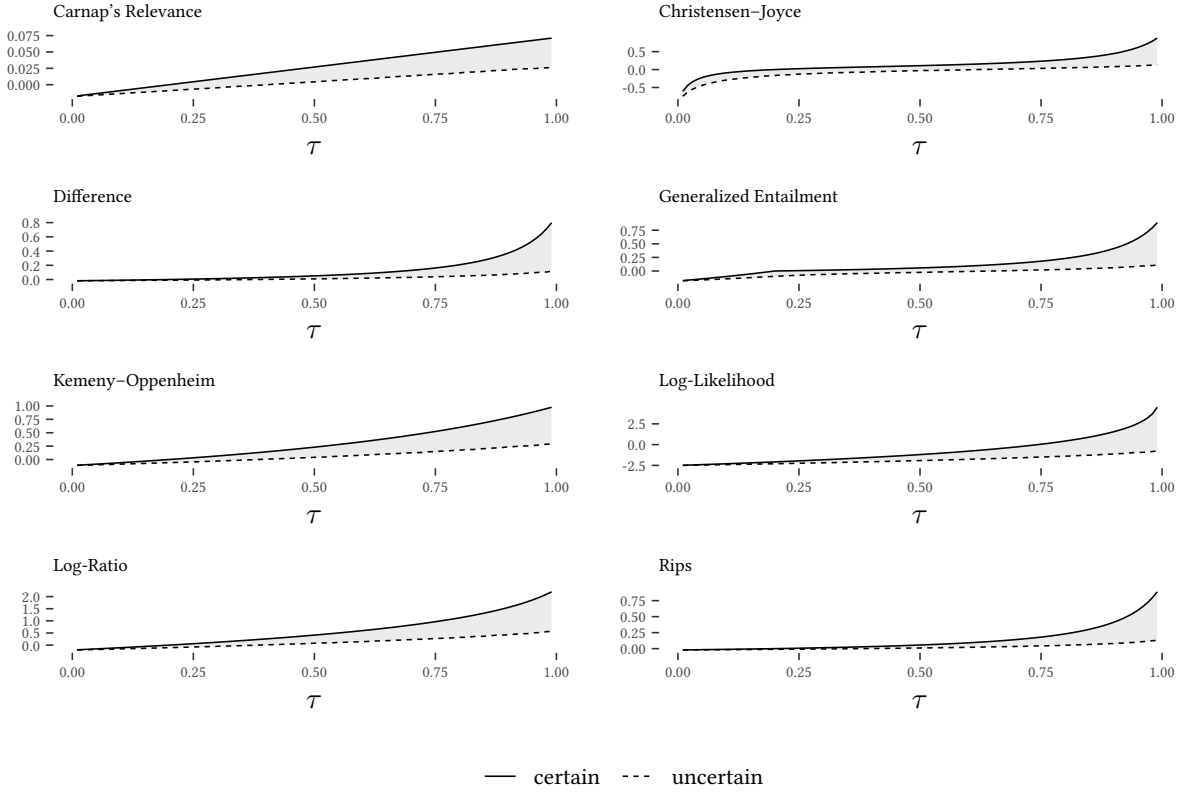 Carnap's Relevance
0.075
0.050
0.025
0.000
0.00 0.25 0.50 0.75 1.00
τ
Christensen–Joyce
0.5
0.0
-0.5
0.00 0.25 0.50 0.75 1.00
τ
Difference
0.8
0.6
0.4
0.2
0.0
0.00 0.25 0.50 0.75 1.00
τ
Generalized Entailment
0.75
0.50
0.25
0.00
0.00 0.25 0.50 0.75 1.00
τ
Kemeny–Oppenheim
1.00
0.75
0.50
0.25
0.00
0.00 0.25 0.50 0.75 1.00
τ
Log-Likelihood
2.5
0.0
-2.5
0.00 0.25 0.50 0.75 1.00
τ
Log-Ratio
2.0
1.5
1.0
0.5
0.0
0.00 0.25 0.50 0.75 1.00
τ
Rips
0.75
0.50
0.25
0.00
0.00 0.25 0.50 0.75 1.00
τ
certain uncertain